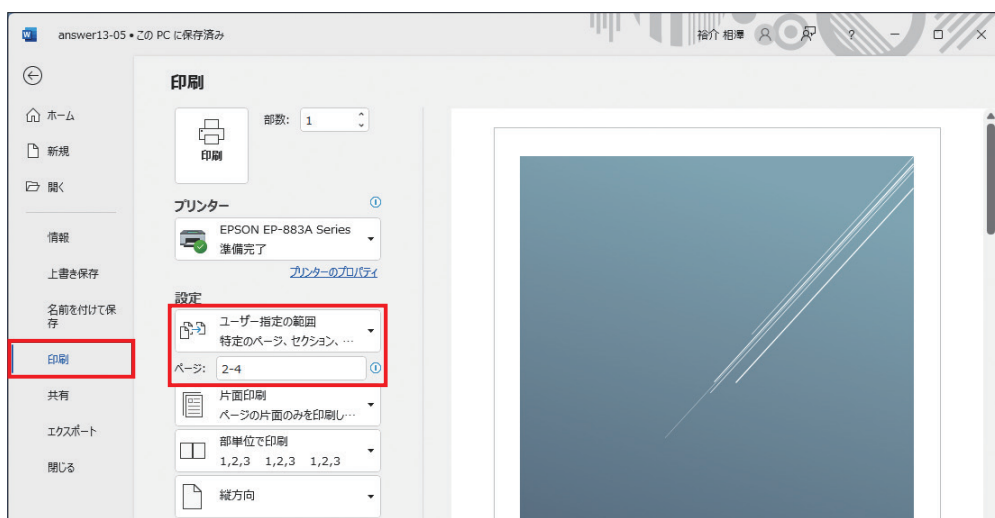 answer13-05 • この PC に保存済み
裕介 相澤
?
印刷
ホーム
新規
開く
情報
上書き保存
名前を付けて保
存
印刷
共有
エクスポート
閉じる
印刷
部数: 1
プリンター
EPSON EP-883A Series
準備完了
プリンターのプロパティ
設定
ユーザー指定の範囲
特定のページ、セクション、…
ページ: 2-4
片面印刷
ページの片面のみを印刷し…
部単位で印刷
1,2,3 1,2,3 1,2,3
縦方向